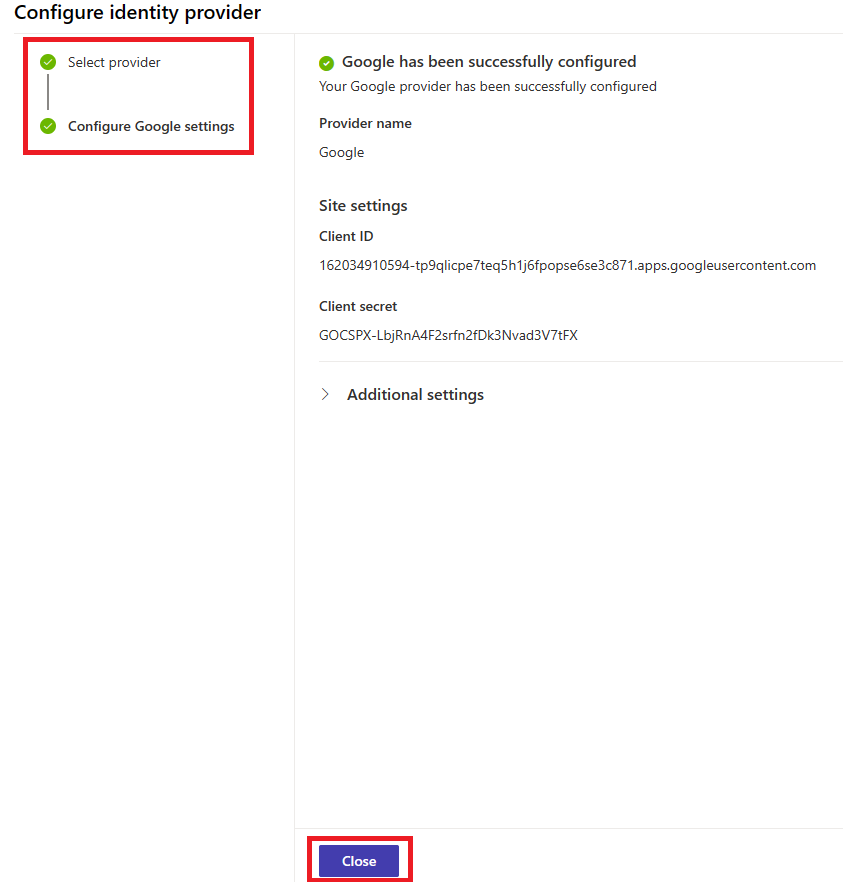 Configure identity provider
Select provider
Configure Google settings
Google has been successfully configured
Your Google provider has been successfully configured
Provider name
Google
Site settings
Client ID
162034910594-tp9qlicpe7teq5h1j6fpopse6se3c871.apps.googleusercontent.com
Client secret
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
Additional settings
Close